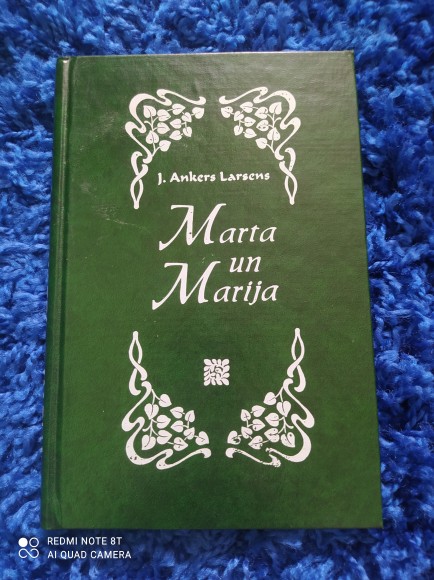 J. Ankers Larsens
Marta
un
Marija
REDMI NOTE 8T
AI QUAD CAMERA